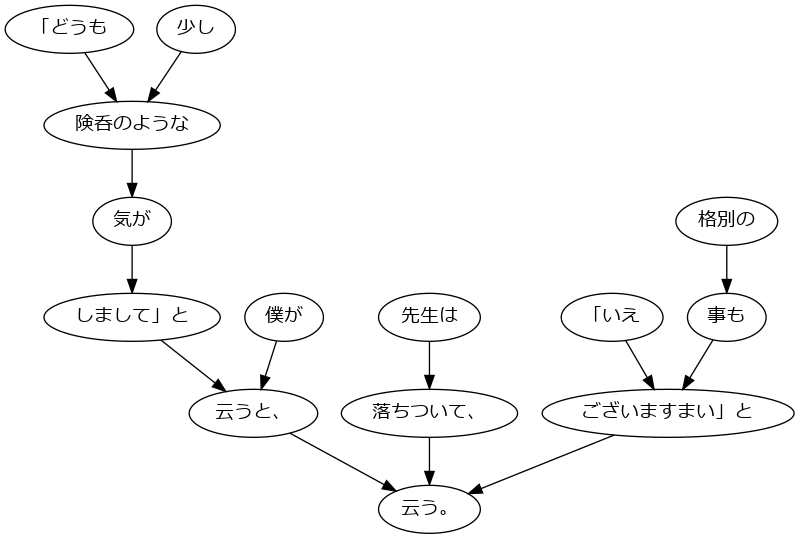 「どうも
少し
険呑のような
気が
格別の
しまして」と
僕が
先生は
「いえ
事も
云うと、
落ちついて、
ございますまい」と
云う。